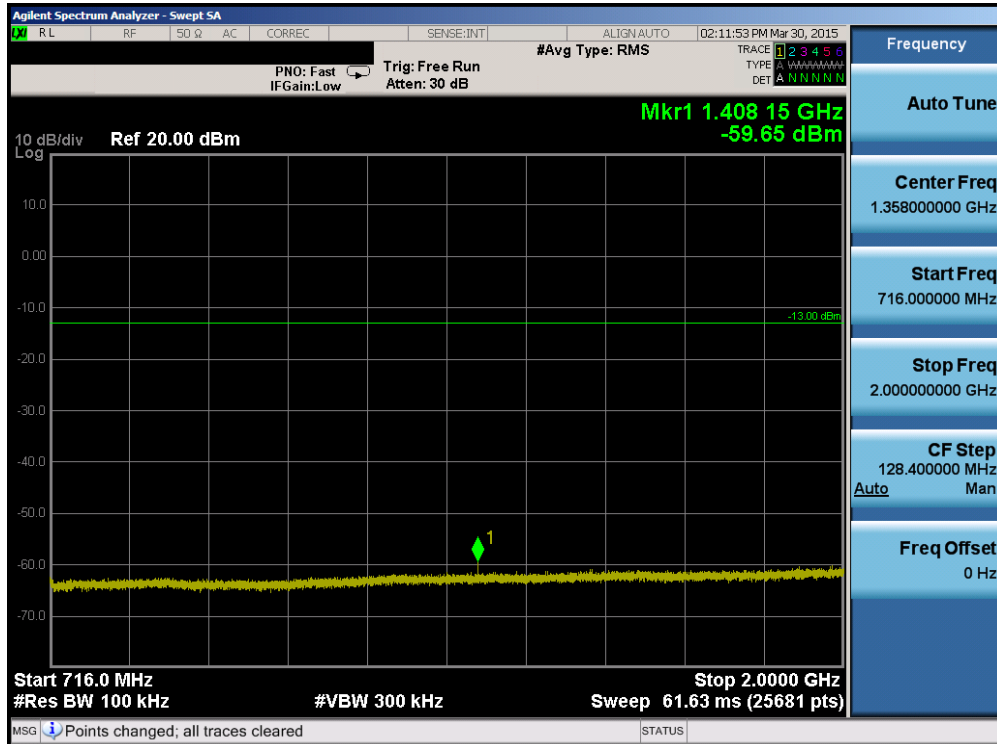 Agilent Spectrum Analyzer - Swept SA
LXI RL RF 50 Ω AC CORREC SENSE:INT ALIGN AUTO 02:11:53 PM Mar 30, 2015
#Avg Type: RMS
TRACE 1 2 3 4 5 6
TYPE A WWWWW
DET A N N N N N
PNO: Fast
IFGain:Low
Trig: Free Run
Atten: 30 dB
Mkr1 1.408 15 GHz
-59.65 dBm
10 dB/div Ref 20.00 dBm
Log
10.0
0.00
-10.0
-13.00 dBm
-20.0
-30.0
-40.0
-50.0
1
-60.0
-70.0
Start 716.0 MHz Stop 2.0000 GHz
#Res BW 100 kHz #VBW 300 kHz Sweep 61.63 ms (25681 pts)
MSG Points changed; all traces cleared STATUS
Frequency
Auto Tune
Center Freq
1.358000000 GHz
Start Freq
716.000000 MHz
Stop Freq
2.000000000 GHz
CF Step
128.400000 MHz
Auto Man
Freq Offset
0 Hz